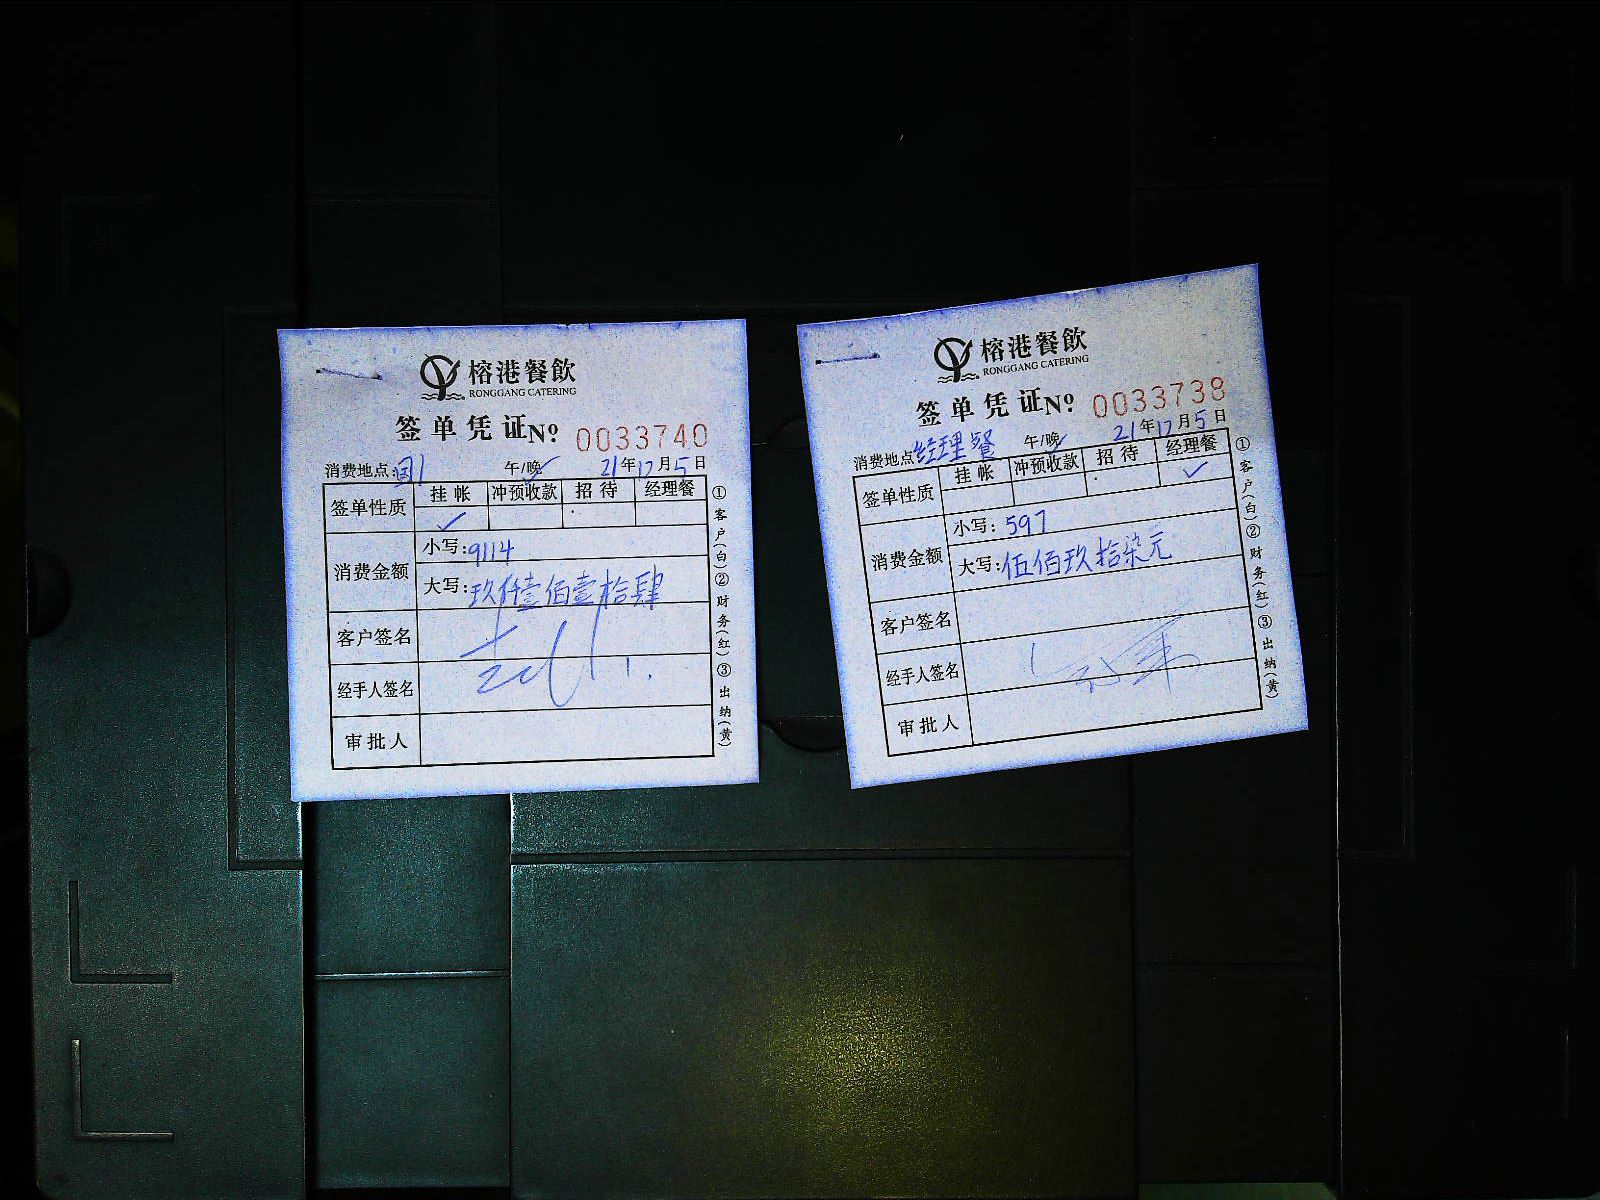 榕港餐飲
RONGGANG CATERING
签单凭证No 0033740
消费地点: 午/晚✓ 21年12月5日
签单性质 挂帐 冲预收款 招待 经理餐
✓
消费金额
小写:9114
大写:玖仟壹佰壹拾肆
客户签名
经手人签名
审批人
①客户(白)②财务(红)③出纳(黄)
榕港餐飲
RONGGANG CATERING
签单凭证No 0033738
消费地点经理餐 午/晚✓ 21年12月5日
签单性质 挂帐 冲预收款 招待 经理餐
✓
消费金额
小写:597
大写:伍佰玖拾柒元
客户签名
经手人签名
审批人
①客户(白)②财务(红)③出纳(黄)